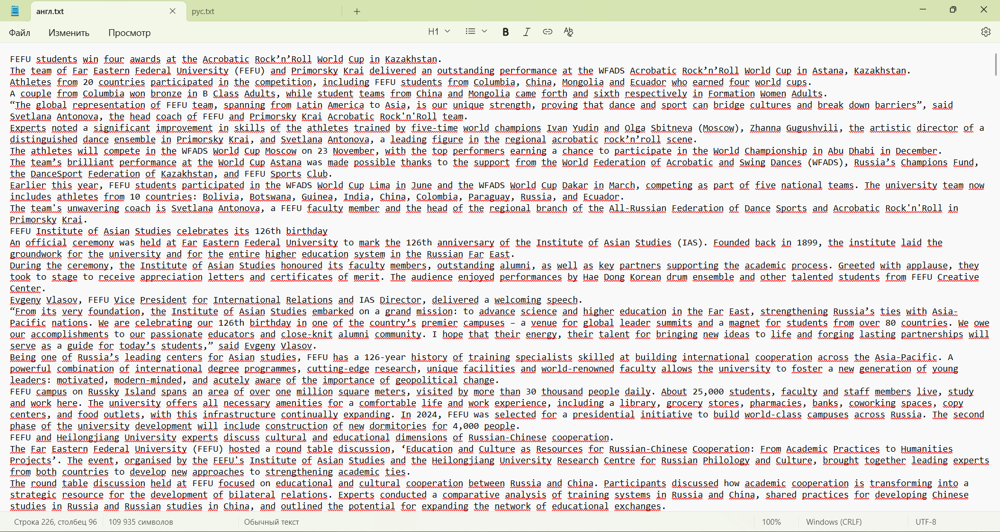 англ.txt
рус.txt
Файл Изменить Просмотр H1 B I
FEFU students win four awards at the Acrobatic Rock’n’Roll World Cup in Kazakhstan.
The team of Far Eastern Federal University (FEFU) and Primorsky Krai delivered an outstanding performance at the WFADS Acrobatic Rock’n’Roll World Cup in Astana, Kazakhstan.
Athletes from 20 countries participated in the competition, including FEFU students from Columbia, China, Mongolia and Ecuador who earned four world cups.
A couple from Columbia won bronze in B Class Adults, while student teams from China and Mongolia came forth and sixth respectively in Formation Women Adults.
“The global representation of FEFU team, spanning from Latin America to Asia, is our unique strength, proving that dance and sport can bridge cultures and break down barriers”, said
Svetlana Antonova, the head coach of FEFU and Primorsky Krai Acrobatic Rock'n'Roll team.
Experts noted a significant improvement in skills of the athletes trained by five-time world champions Ivan Yudin and Olga Sbitneva (Moscow), Zhanna Gugushvili, the artistic director of a
distinguished dance ensemble in Primorsky Krai, and Svetlana Antonova, a leading figure in the regional acrobatic rock’n’roll scene.
The athletes will compete in the WFADS World Cup Moscow on 23 November, with the top performers earning a chance to participate in the World Championship in Abu Dhabi in December.
The team’s brilliant performance at the World Cup Astana was made possible thanks to the support from the World Federation of Acrobatic and Swing Dances (WFADS), Russia’s Champions Fund,
the DanceSport Federation of Kazakhstan, and FEFU Sports Club.
Earlier this year, FEFU students participated in the WFADS World Cup Lima in June and the WFADS World Cup Dakar in March, competing as part of five national teams. The university team now
includes athletes from 10 countries: Bolivia, Botswana, Guinea, India, China, Colombia, Paraguay, Russia, and Ecuador.
The team's unwavering coach is Svetlana Antonova, a FEFU faculty member and the head of the regional branch of the All-Russian Federation of Dance Sports and Acrobatic Rock'n'Roll in
Primorsky Krai.
FEFU Institute of Asian Studies celebrates its 126th birthday
An official ceremony was held at Far Eastern Federal University to mark the 126th anniversary of the Institute of Asian Studies (IAS). Founded back in 1899, the institute laid the
groundwork for the university and for the entire higher education system in the Russian Far East.
During the ceremony, the Institute of Asian Studies honoured its faculty members, outstanding alumni, as well as key partners supporting the academic process. Greeted with applause, they
took to stage to receive appreciation letters and certificates of merit. The audience enjoyed performances by Hae Dong Korean drum ensemble and other talented students from FEFU Creative
Center.
Evgeny Vlasov, FEFU Vice President for International Relations and IAS Director, delivered a welcoming speech.
“From its very foundation, the Institute of Asian Studies embarked on a grand mission: to advance science and higher education in the Far East, strengthening Russia’s ties with Asia-
Pacific nations. We are celebrating our 126th birthday in one of the country’s premier campuses – a venue for global leader summits and a magnet for students from over 80 countries. We owe
our accomplishments to our passionate educators and close-knit alumni community. I hope that their energy, their talent for bringing new ideas to life and forging lasting partnerships will
serve as a guide for today’s students,” said Evgeny Vlasov.
Being one of Russia’s leading centers for Asian studies, FEFU has a 126-year history of training specialists skilled at building international cooperation across the Asia-Pacific. A
powerful combination of international degree programmes, cutting-edge research, unique facilities and world-renowned faculty allows the university to foster a new generation of young
leaders: motivated, modern-minded, and acutely aware of the importance of geopolitical change.
FEFU campus on Russky Island spans an area of over one million square meters, visited by more than 30 thousand people daily. About 25,000 students, faculty and staff members live, study
and work here. The university offers all necessary amenities for a comfortable life and work experience, including a library, grocery stores, pharmacies, banks, coworking spaces, copy
centers, and food outlets, with this infrastructure continually expanding. In 2024, FEFU was selected for a presidential initiative to build world-class campuses across Russia. The second
phase of the university development will include construction of new dormitories for 4,000 people.
FEFU and Heilongjiang University experts discuss cultural and educational dimensions of Russian-Chinese cooperation.
The Far Eastern Federal University (FEFU) hosted a round table discussion, ‘Education and Culture as Resources for Russian-Chinese Cooperation: From Academic Practices to Humanities
Projects’. The event, organised by the FEFU's Institute of Asian Studies and the Heilongjiang University Research Centre for Russian Philology and Culture, brought together leading experts
from both countries to develop new approaches to strengthening academic ties.
The round table discussion held at FEFU focused on educational and cultural cooperation between Russia and China. Participants discussed how academic cooperation is transforming into a
strategic resource for the development of bilateral relations. Experts conducted a comparative analysis of training systems in Russia and China, shared practices for developing Chinese
studies in Russia and Russian studies in China, and outlined the potential for expanding the network of educational exchanges.
Строка 226, столбец 96 109 935 символов Обычный текст 100% Windows (CRLF) UTF-8